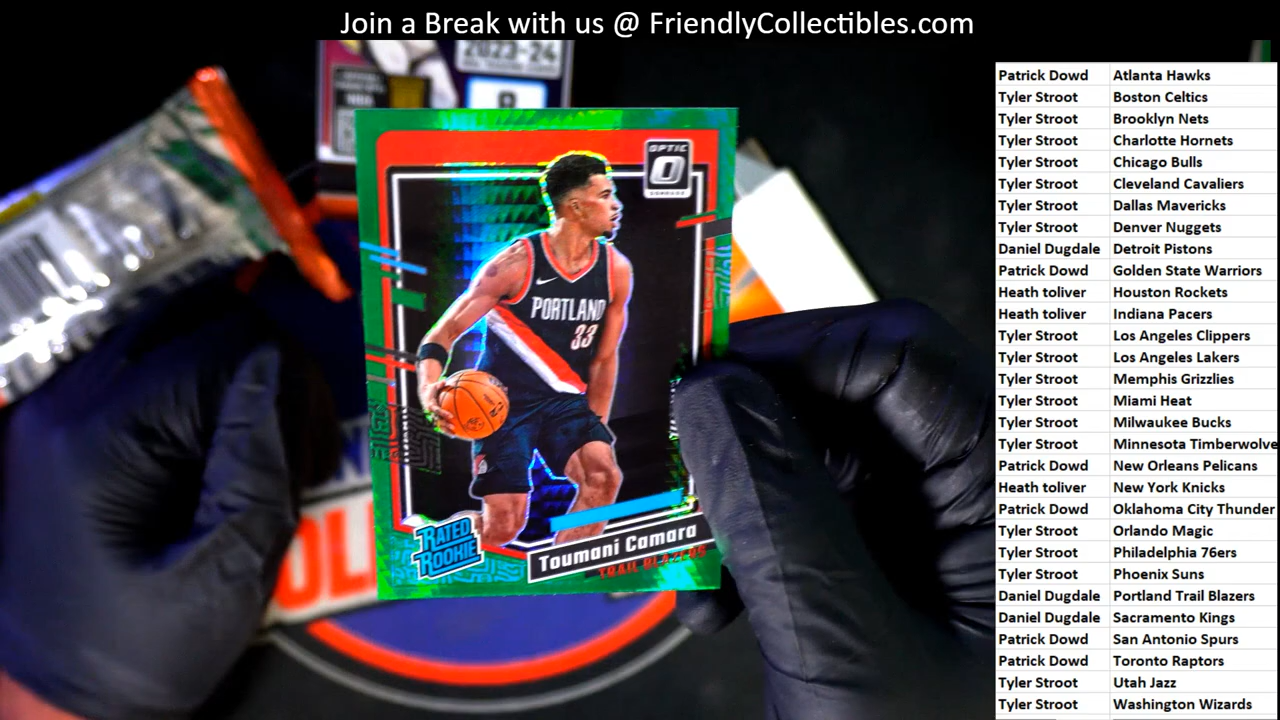 Join a Break with us @ FriendlyCollectibles.com
2023-24
OPTIC
PORTLAND
33
RATED
ROOKIE
Toumani Camara
TRAIL BLAZERS
Patrick Dowd Atlanta Hawks
Tyler Stroot Boston Celtics
Tyler Stroot Brooklyn Nets
Tyler Stroot Charlotte Hornets
Tyler Stroot Chicago Bulls
Tyler Stroot Cleveland Cavaliers
Tyler Stroot Dallas Mavericks
Tyler Stroot Denver Nuggets
Daniel Dugdale Detroit Pistons
Patrick Dowd Golden State Warriors
Heath toliver Houston Rockets
Heath toliver Indiana Pacers
Tyler Stroot Los Angeles Clippers
Tyler Stroot Los Angeles Lakers
Tyler Stroot Memphis Grizzlies
Tyler Stroot Miami Heat
Tyler Stroot Milwaukee Bucks
Tyler Stroot Minnesota Timberwolve
Patrick Dowd New Orleans Pelicans
Heath toliver New York Knicks
Patrick Dowd Oklahoma City Thunder
Tyler Stroot Orlando Magic
Tyler Stroot Philadelphia 76ers
Tyler Stroot Phoenix Suns
Daniel Dugdale Portland Trail Blazers
Daniel Dugdale Sacramento Kings
Patrick Dowd San Antonio Spurs
Patrick Dowd Toronto Raptors
Tyler Stroot Utah Jazz
Tyler Stroot Washington Wizards